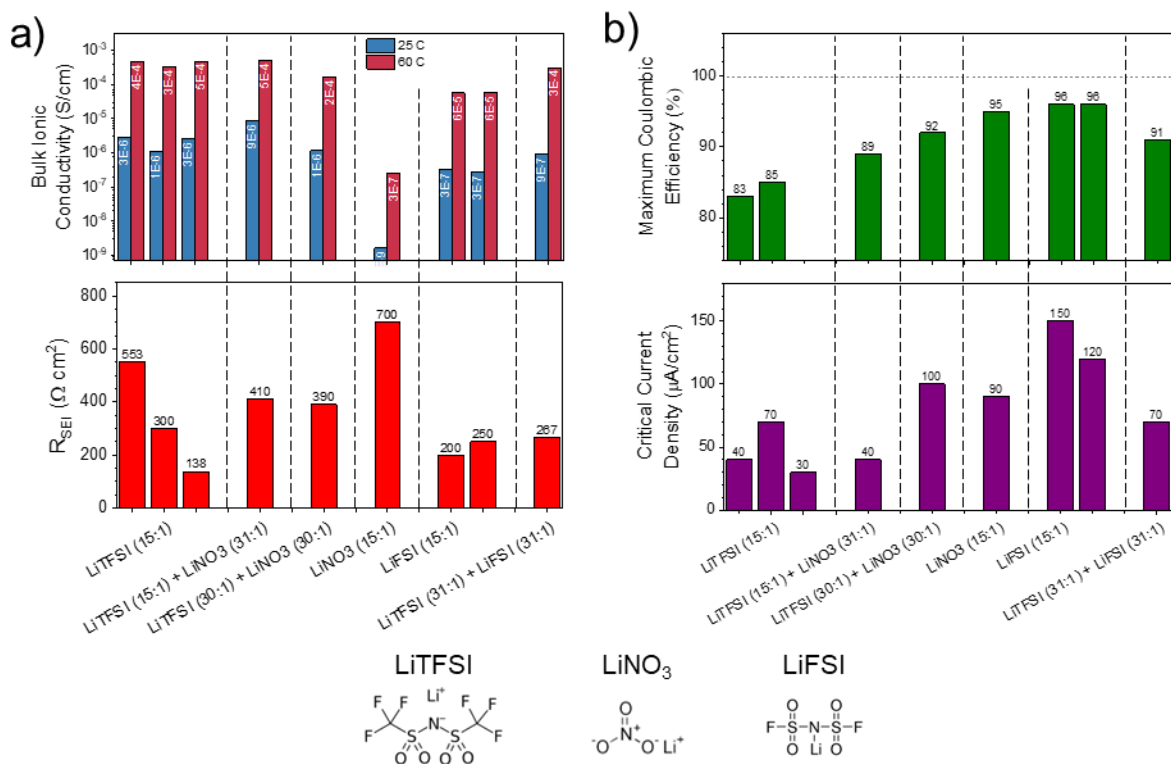 a)
25 C
60 C
Bulk Ionic
Conductivity (S/cm)
10-3
10-4
10-5
10-6
10-7
10-8
10-9
3E-6
4E-4
1E-6
3E-4
3E-6
5E-4
9E-6
5E-4
1E-6
2E-4
3E-7
3E-7
6E-5
3E-7
6E-5
9E-7
3E-4
RSEI (Ω cm2)
800
600
400
200
0
553
300
138
410
390
700
200
250
267
LiTFSI (15:1)
LiTFSI (15:1) + LiNO3 (31:1)
LiTFSI (30:1) + LiNO3 (30:1)
LiNO3 (15:1)
LiFSI (15:1)
LiTFSI (31:1) + LiFSI (31:1)
b)
Maximum Coulombic
Efficiency (%)
100
90
80
83
85
89
92
95
96
96
91
Critical Current
Density (µA/cm2)
150
100
50
0
40
70
30
40
100
90
150
120
70
LiTFSI (15:1)
LiTFSI (15:1) + LiNO3 (31:1)
LiTFSI (30:1) + LiNO3 (30:1)
LiNO3 (15:1)
LiFSI (15:1)
LiTFSI (31:1) + LiFSI (31:1)
LiTFSI
LiNO3
LiFSI
F F Li+ F F
F N- F
S S
O O O O
O
N+
-O O- Li+
O O
F S N S F
O Li O